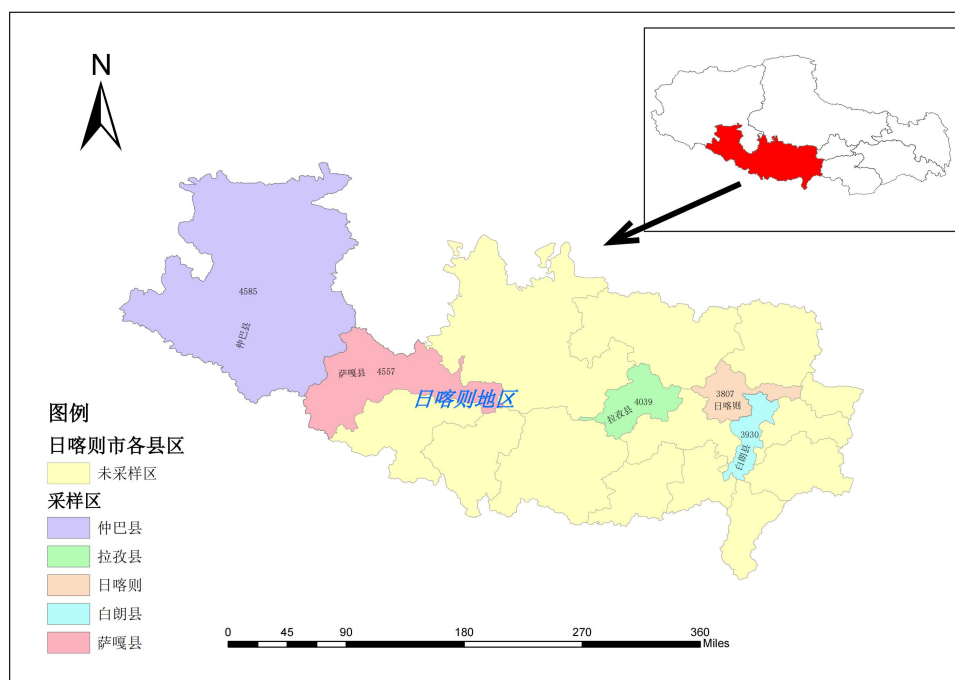 N
4585
仲巴县
萨嘎县 4557
日喀则地区
4039
拉孜县
3807
日喀则
3930
白朗县
图例
日喀则市各县区
未采样区
采样区
仲巴县
拉孜县
日喀则
白朗县
萨嘎县
0 45 90 180 270 360
Miles